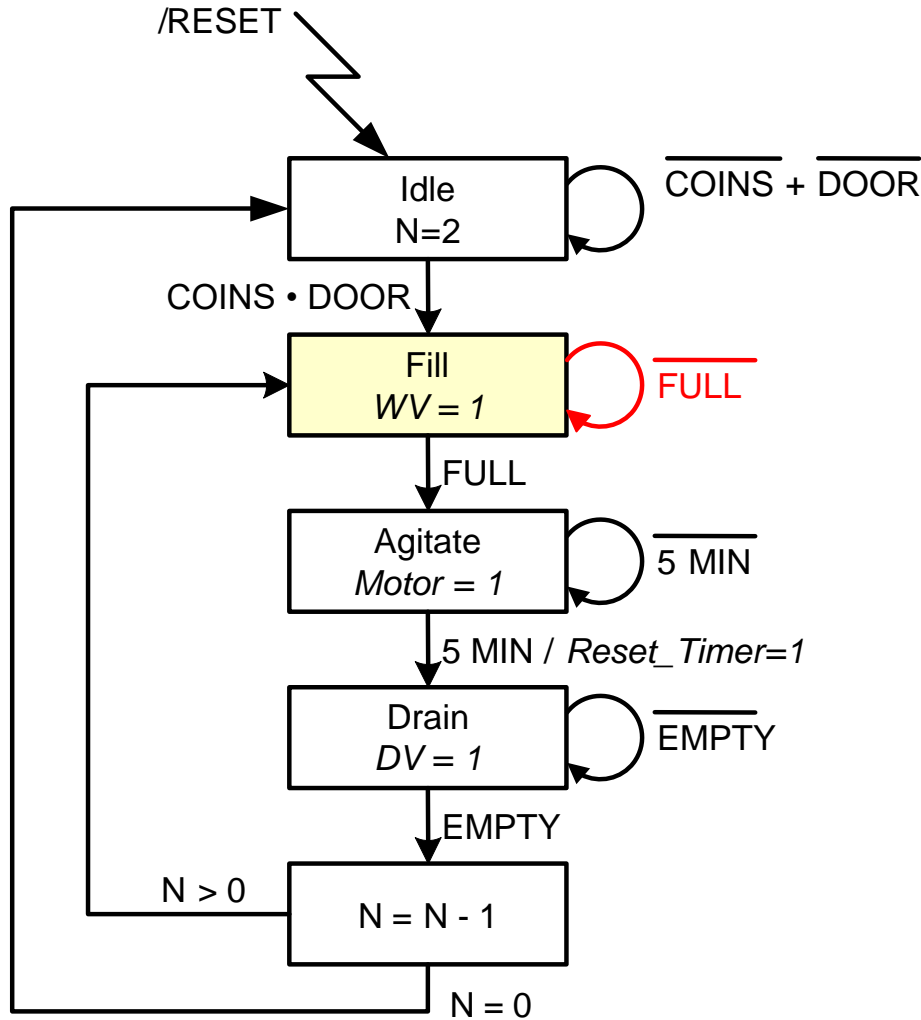 /RESET
Idle
N=2
COINS + DOOR
COINS • DOOR
Fill
WV = 1
FULL
FULL
Agitate
Motor = 1
5 MIN
5 MIN / Reset_Timer=1
Drain
DV = 1
EMPTY
EMPTY
N > 0
N = N - 1
N = 0